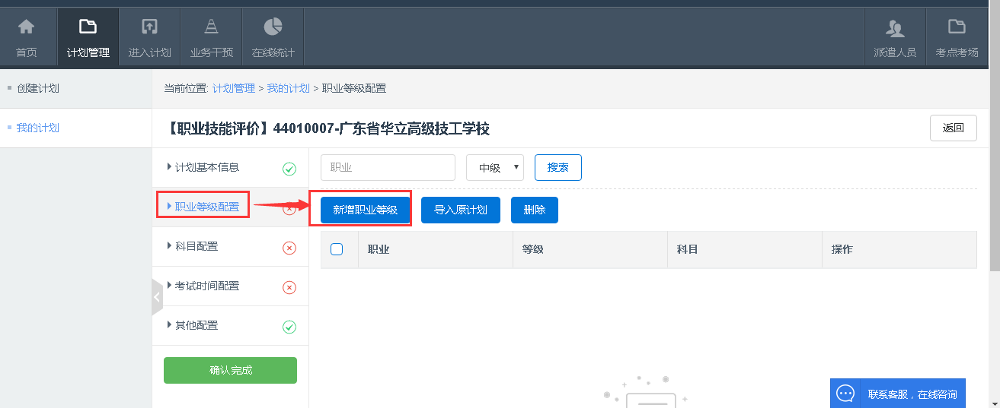 首页
计划管理
进入计划
业务干预
在线统计
派遣人员
考点考场
创建计划
我的计划
当前位置: 计划管理 > 我的计划 > 职业等级配置
【职业技能评价】44010007-广东省华立高级技工学校
返回
计划基本信息
职业等级配置
科目配置
考试时间配置
其他配置
确认完成
职业
中级
搜索
新增职业等级
导入原计划
删除
职业
等级
科目
操作
联系客服，在线咨询